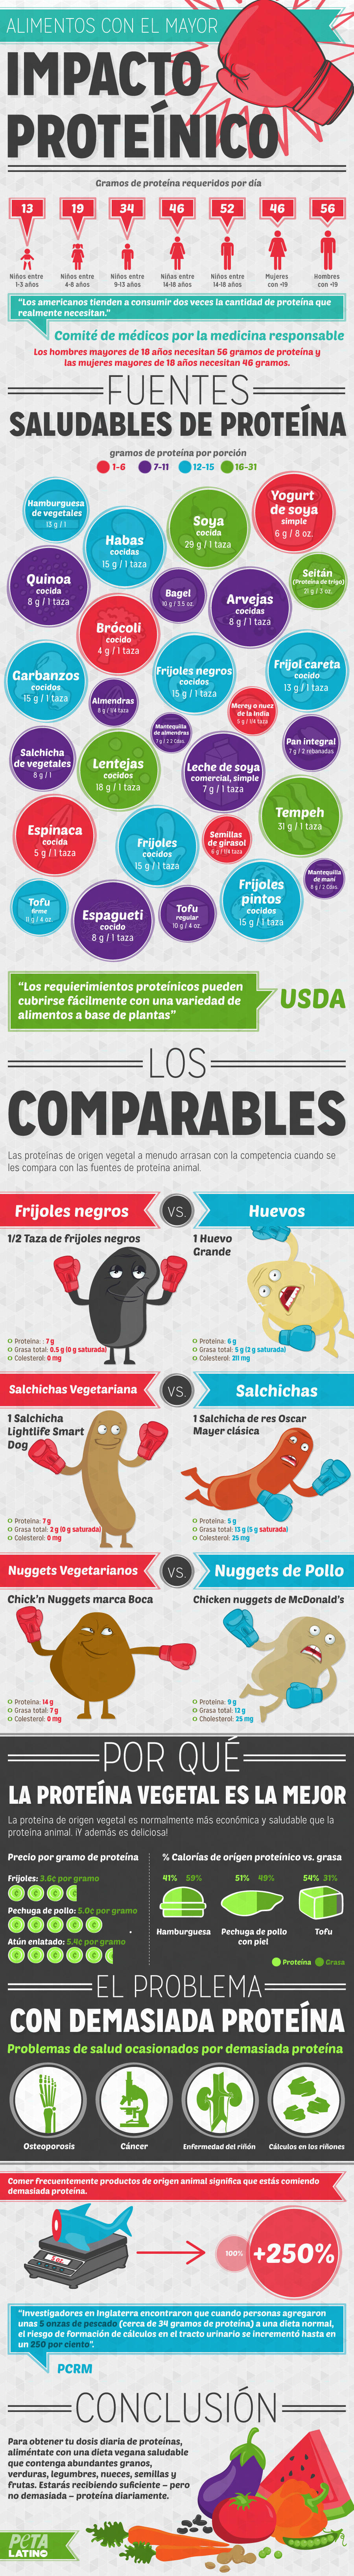 ALIMENTOS CON EL MAYOR
IMPACTO
PROTEÍNICO
Gramos de proteína requeridos por día
13
19
34
46
52
46
56
Niños entre
1-3 años
Niños entre
4-8 años
Niños entre
9-13 años
Niñas entre
14-18 años
Niños entre
14-18 años
Mujeres
con +19
Hombres
con +19
“Los americanos tienden a consumir dos veces la cantidad de proteína que
realmente necesitan.”
Comité de médicos por la medicina responsable
Los hombres mayores de 18 años necesitan 56 gramos de proteína y
las mujeres mayores de 18 años necesitan 46 gramos.
FUENTES
SALUDABLES DE PROTEÍNA
gramos de proteína por porción
1-6
7-11
12-15
16-31
Hamburguesa
de vegetales
13 g / 1
Habas
cocidas
15 g / 1 taza
Soya
cocida
29 g / 1 taza
Yogurt
de soya
simple
6 g / 8 oz.
Quinoa
cocida
8 g / 1 taza
Bagel
10 g / 3.5 oz.
Arvejas
cocidas
8 g / 1 taza
Seitán
(Proteína de trigo)
21 g / 3 oz.
Brócoli
cocido
4 g / 1 taza
Garbanzos
cocidos
15 g / 1 taza
Almendras
8 g / 1/4 taza
Frijoles negros
cocidos
15 g / 1 taza
Frijol careta
cocido
13 g / 1 taza
Merey o nuez
de la India
5 g / 1/4 taza
Mantequilla
de almendras
7 g / 2 Cdas.
Salchicha
de vegetales
8 g / 1
Lentejas
cocidos
18 g / 1 taza
Leche de soya
comercial, simple
7 g / 1 taza
Pan integral
7 g / 2 rebanadas
Tempeh
31 g / 1 taza
Espinaca
cocida
5 g / 1 taza
Frijoles
cocidos
15 g / 1 taza
Semillas
de girasol
6 g / 1/4 taza
Mantequilla
de maní
8 g / 2 Cdas.
Tofu
firme
11 g / 4 oz.
Espagueti
cocido
8 g / 1 taza
Tofu
regular
10 g / 4 oz.
Frijoles
pintos
cocidos
15 g / 1 taza
“Los requierimientos proteínicos pueden
cubrirse fácilmente con una variedad de
alimentos a base de plantas”
USDA
LOS
COMPARABLES
Las proteínas de origen vegetal a menudo arrasan con la competencia cuando se
les compara con las fuentes de proteína animal.
Frijoles negros
VS.
Huevos
1/2 Taza de frijoles negros
Proteína: : 7 g
Grasa total: 0.5 g (0 g saturada)
Colesterol: 0 mg
1 Huevo
Grande
Proteína: 6 g
Grasa total: 5 g (2 g saturada)
Colesterol: 211 mg
Salchichas Vegetariana
VS.
Salchichas
1 Salchicha
Lightlife Smart
Dog
Proteína: 7 g
Grasa total: 2 g (0 g saturada)
Colesterol: 0 mg
1 Salchicha de res Oscar
Mayer clásica
Proteína: 5 g
Grasa total: 13 g (5 g saturada)
Colesterol: 25 mg
Nuggets Vegetarianos
VS.
Nuggets de Pollo
Chick'n Nuggets marca Boca
Proteína: 14 g
Grasa total: 7 g
Colesterol: 0 mg
Chicken nuggets de McDonald's
Proteína: 9 g
Grasa total: 12 g
Cholesterol: 25 mg
POR QUÉ
LA PROTEÍNA VEGETAL ES LA MEJOR
La proteína de origen vegetal es normalmente más económica y saludable que la
proteína animal. ¡Y además es deliciosa!
Precio por gramo de proteína
Frijoles: 3.6¢ por gramo
Pechuga de pollo: 5.0¢ por gramo
Atún enlatado: 5.4¢ por gramo
% Calorías de orígen proteínico vs. grasa
41% 59%
51% 49%
54% 31%
Hamburguesa
Pechuga de pollo
con piel
Tofu
Proteína
Grasa
EL PROBLEMA
CON DEMASIADA PROTEÍNA
Problemas de salud ocasionados por demasiada proteína
Osteoporosis
Cáncer
Enfermedad del riñón
Cálculos en los riñones
Comer frecuentemente productos de origen animal significa que estás comiendo
demasiada proteína.
100%
+250%
“Investigadores en Inglaterra encontraron que cuando personas agregaron
unas 5 onzas de pescado (cerca de 34 gramos de proteína) a una dieta normal,
el riesgo de formación de cálculos en el tracto urinario se incrementó hasta en
un 250 por ciento”.
PCRM
CONCLUSIÓN
Para obtener tu dosis diaria de proteínas,
aliméntate con una dieta vegana saludable
que contenga abundantes granos,
verduras, legumbres, nueces, semillas y
frutas. Estarás recibiendo suficiente – pero
no demasiada – proteína diariamente.
PETA
LATINO